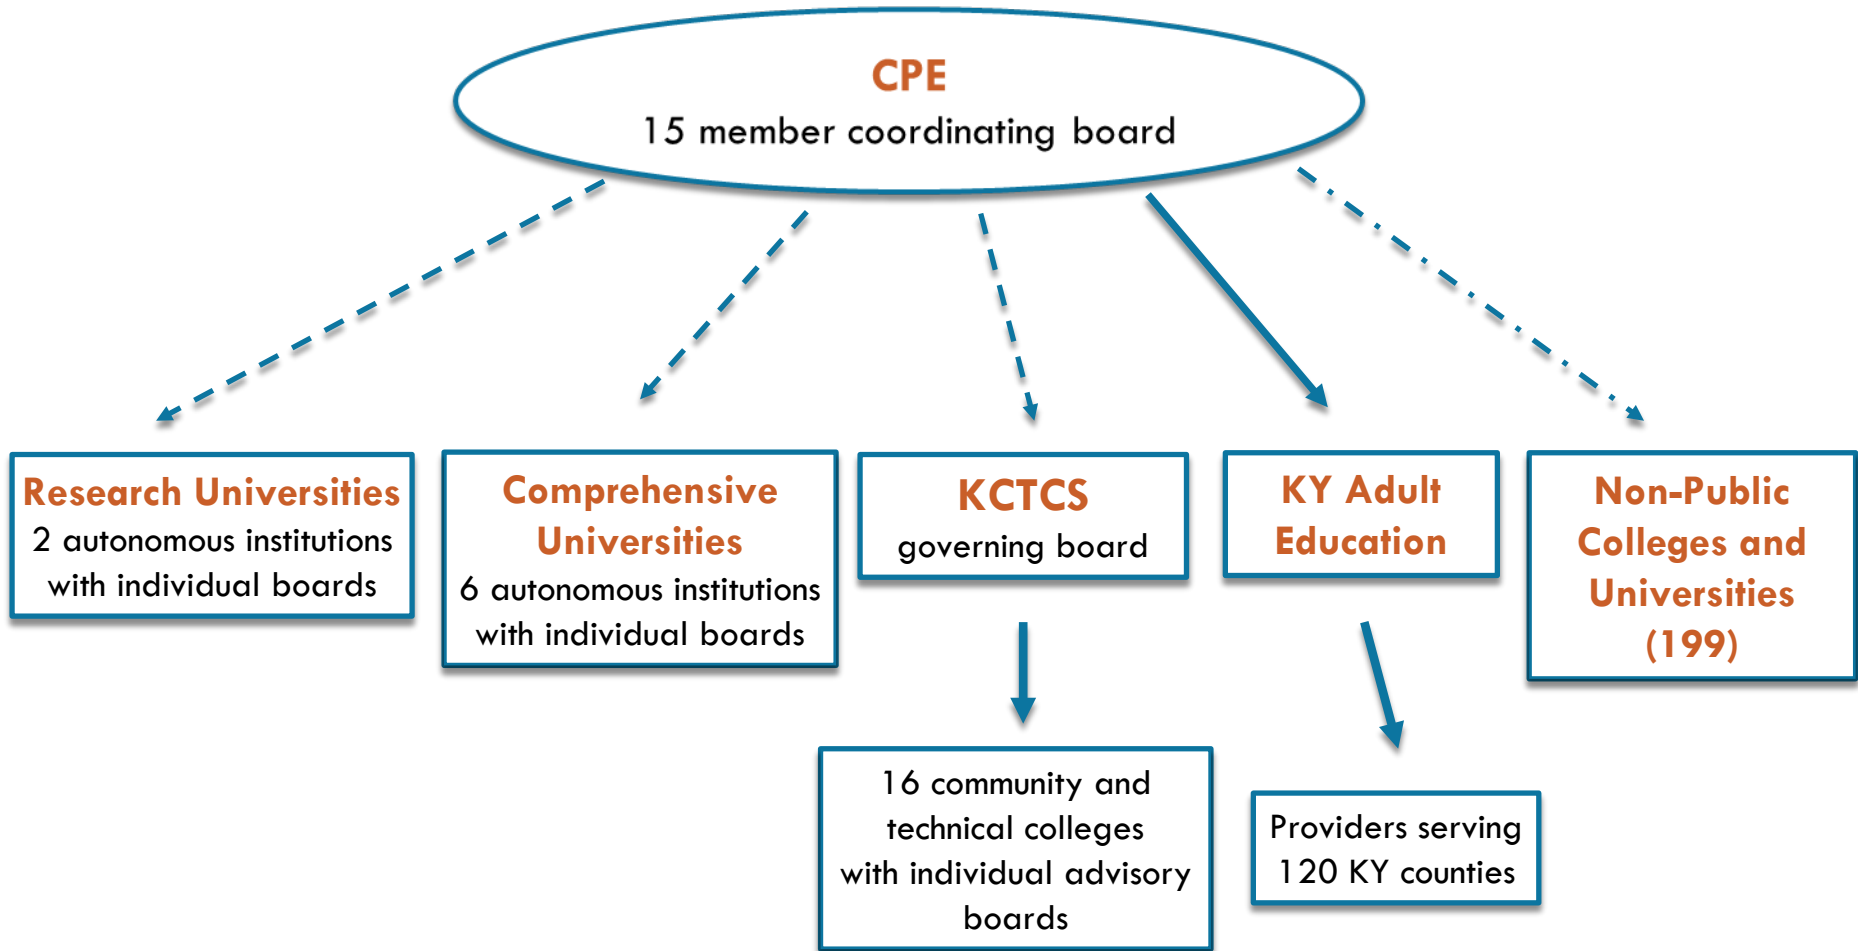 CPE
15 member coordinating board
Research Universities
2 autonomous institutions
with individual boards
Comprehensive
Universities
6 autonomous institutions
with individual boards
KCTCS
governing board
KY Adult
Education
Non-Public
Colleges and
Universities
(199)
16 community and
technical colleges
with individual advisory
boards
Providers serving
120 KY counties